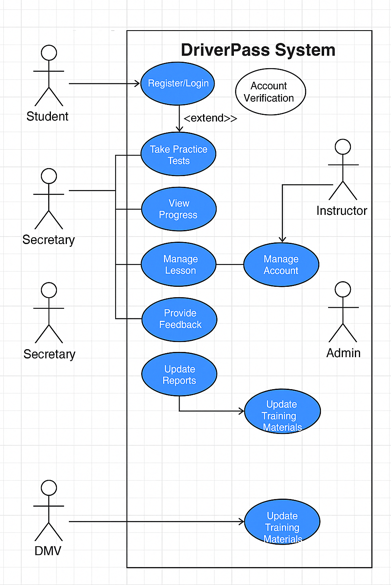 DriverPass System
Register/Login
Account
Verification
Student
<extend>>
Take Practice
Tests
View
Progress
Instructor
Secretary
Manage
Lesson
Manage
Account
Provide
Feedback
Secretary
Admin
Update
Reports
Update
Training
Materials
Update
Training
Materials
DMV